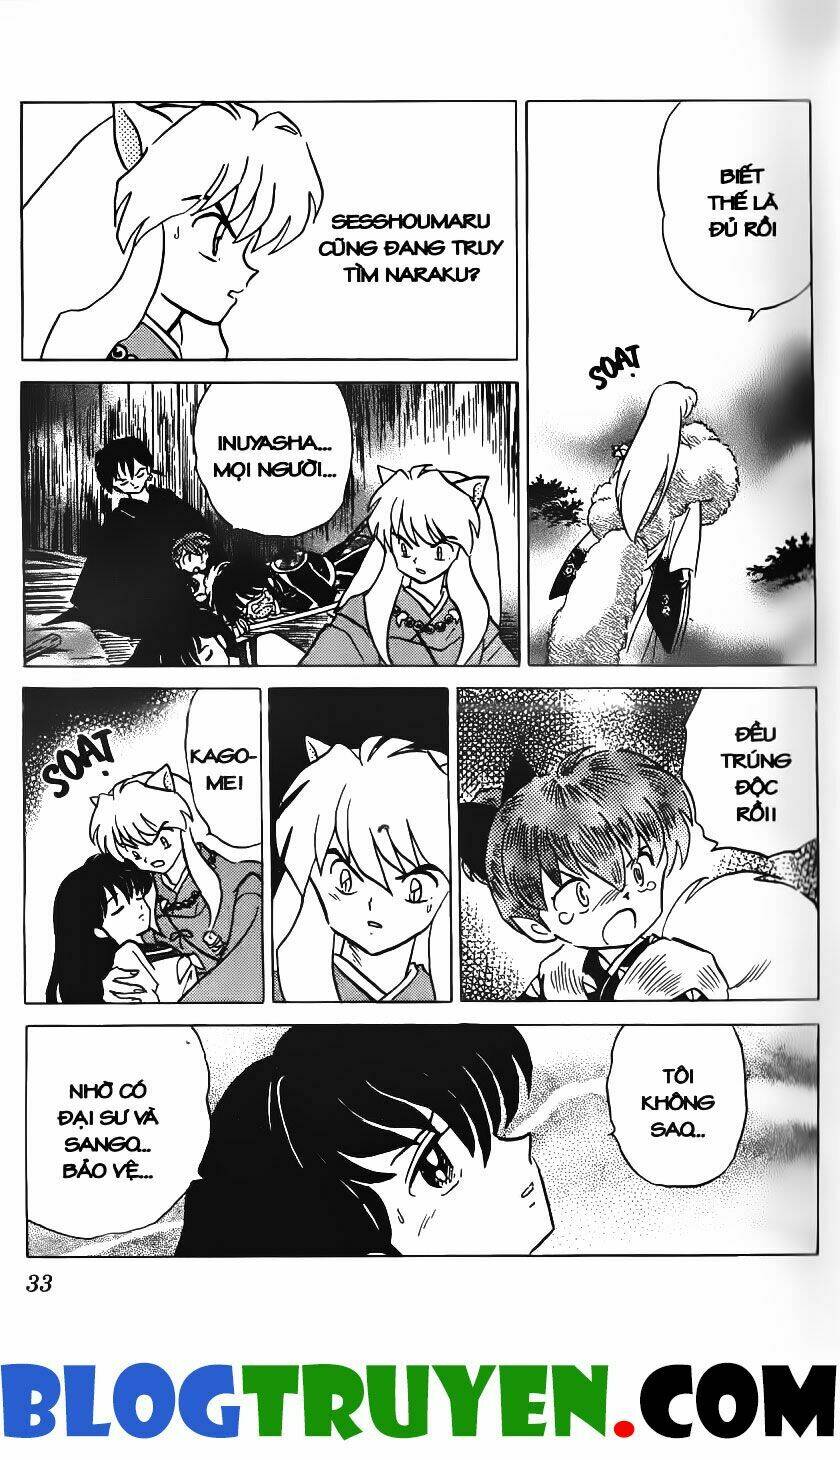 BIẾT
THẾ LÀ
ĐỦ RỒI
SOẠT
SESSHOUMARU
CŨNG ĐANG TRUY
TÌM NARAKU?
INUYASHA...
MỌI NGƯỜI...
ĐỀU
TRÚNG
ĐỘC
RỒI!
KAGO-
ME!
SOẠT
TÔI
KHÔNG
SAO...
NHỜ CÓ
ĐẠI SƯ VÀ
SANGO...
BẢO VỆ...
33
BLOGTRUYEN.COM